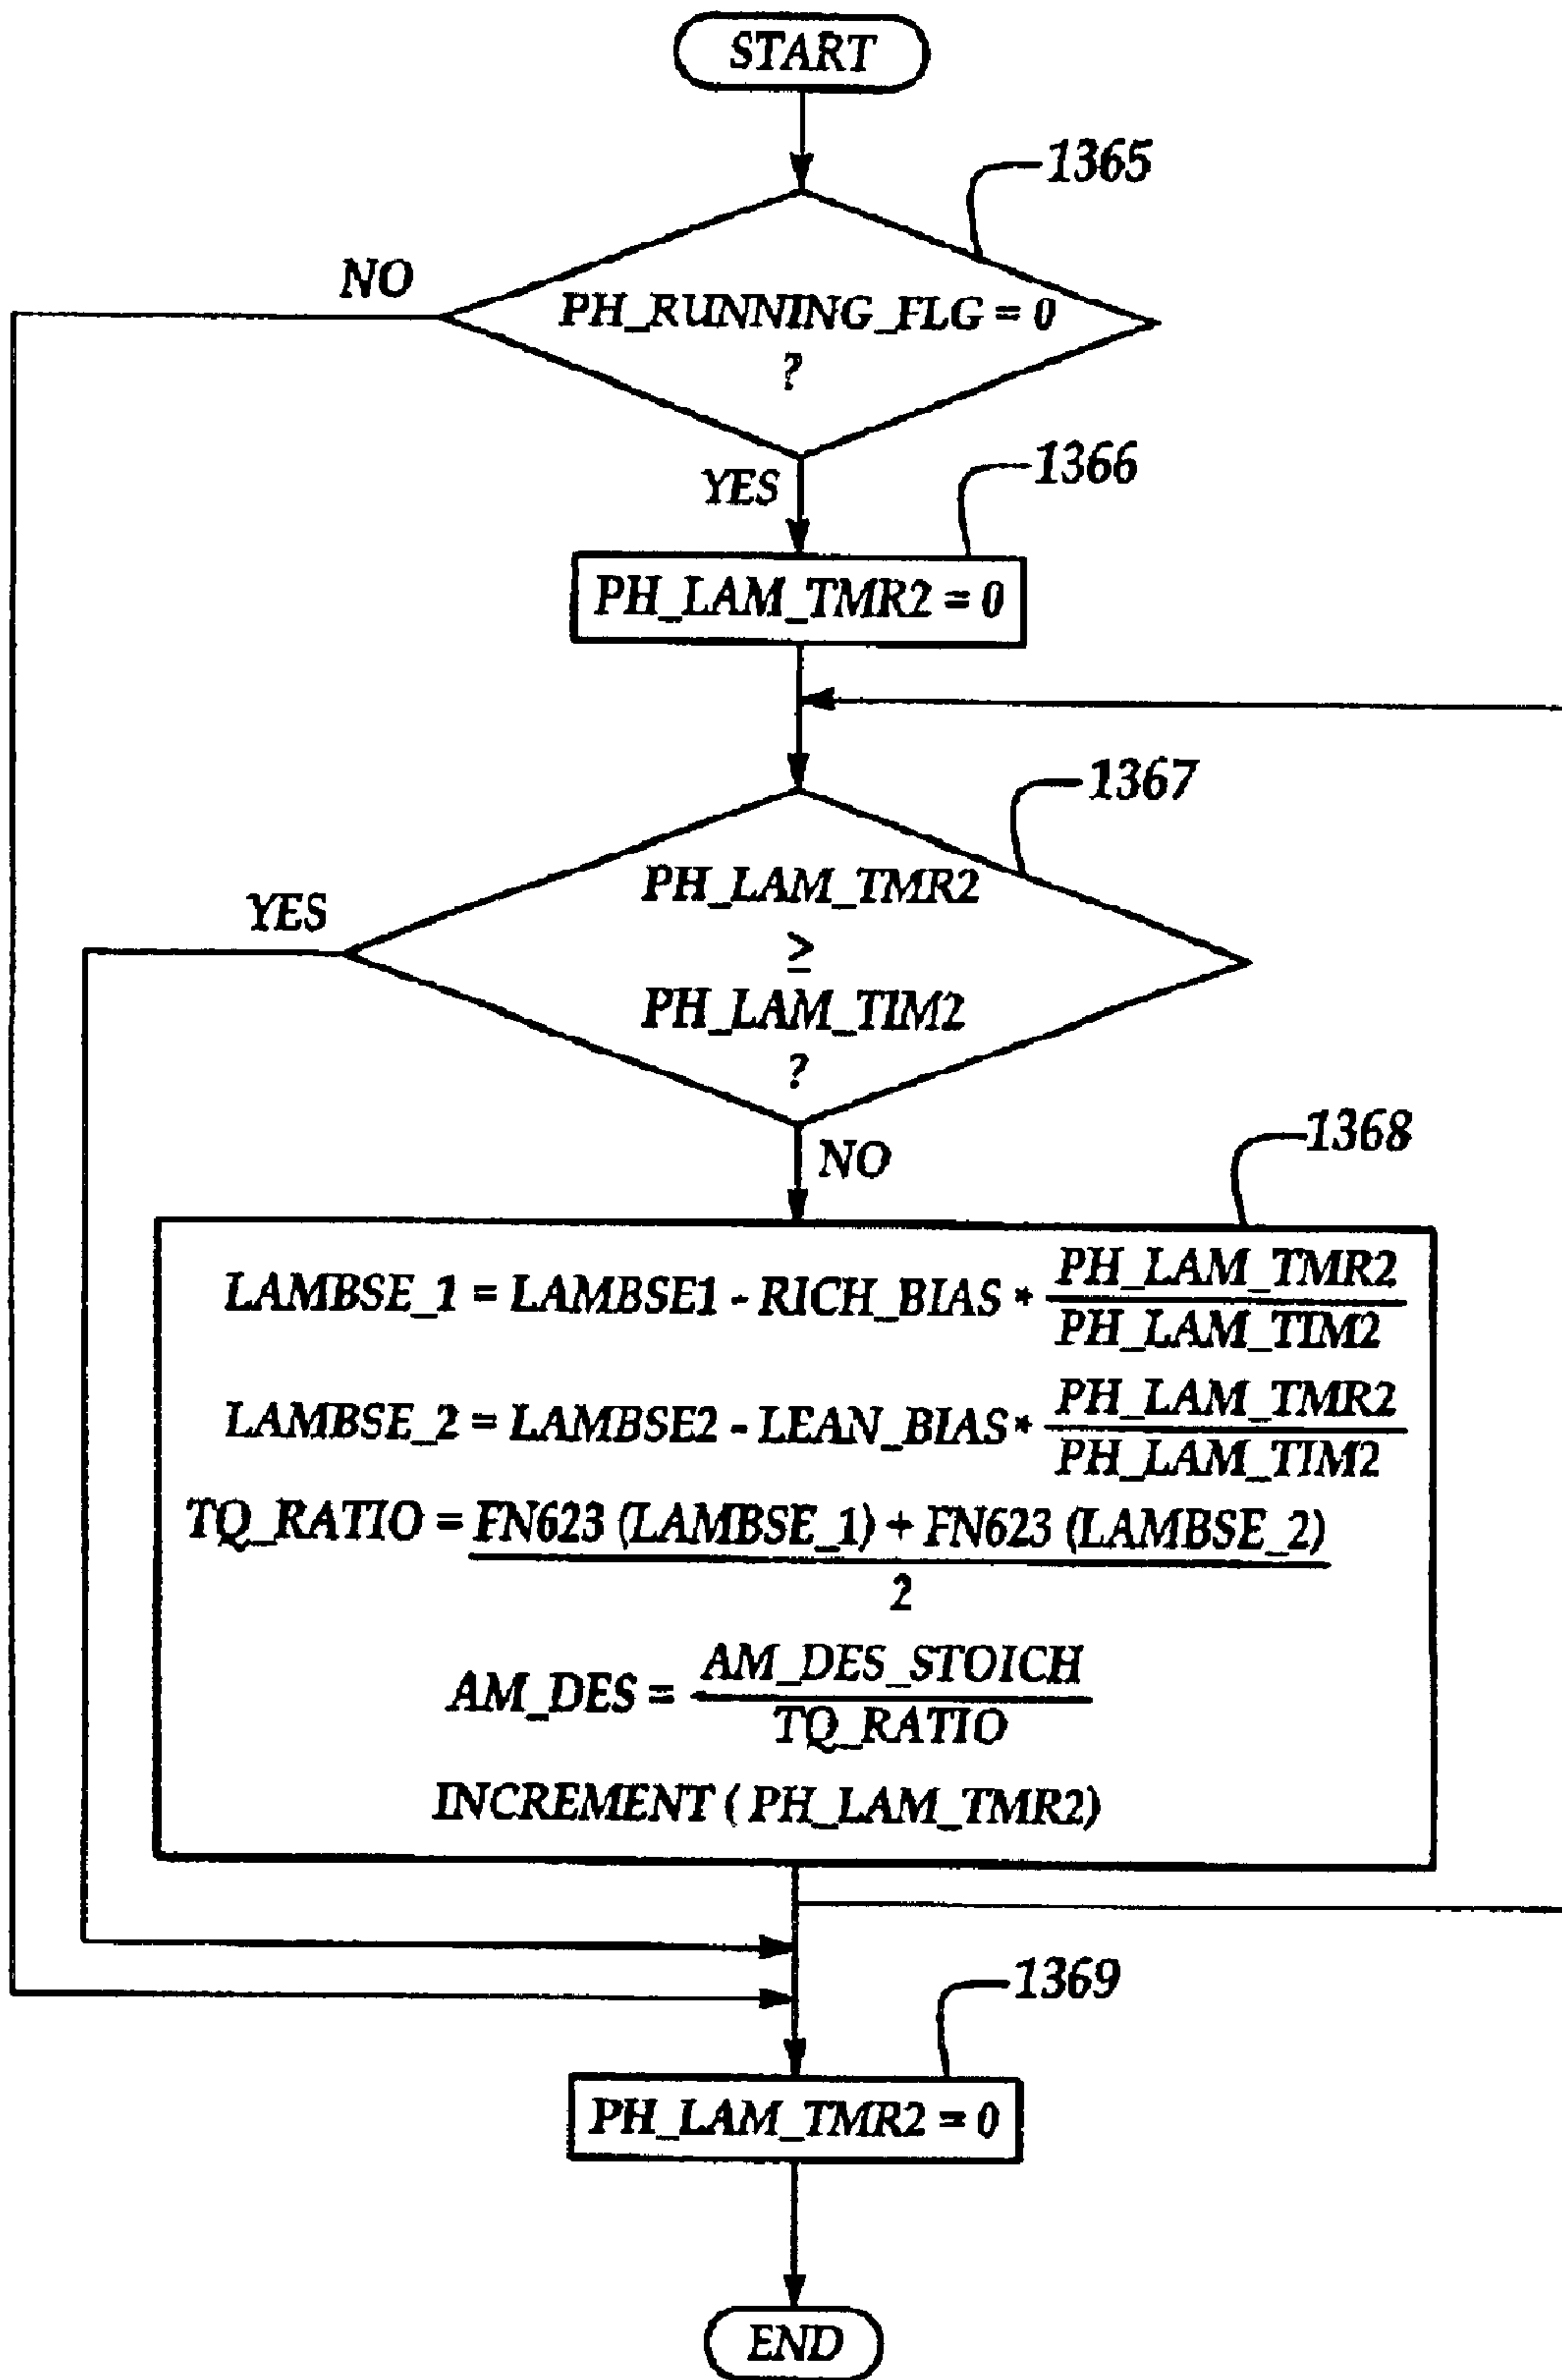 START
1365
NO
PH_RUNNING_FLG = 0
?
YES
1366
PH_LAM_TMR2 = 0
1367
YES
PH_LAM_TMR2
≥
PH_LAM_TIM2
?
NO
1368
LAMBSE_1 = LAMBSE1 - RICH_BIAS * PH_LAM_TMR2
PH_LAM_TIM2
LAMBSE_2 = LAMBSE2 - LEAN_BIAS * PH_LAM_TMR2
PH_LAM_TIM2
TQ_RATIO = FN623 (LAMBSE_1) + FN623 (LAMBSE_2)
2
AM_DES = AM_DES_STOICH
TQ_RATIO
INCREMENT ( PH_LAM_TMR2)
1369
PH_LAM_TMR2 = 0
END